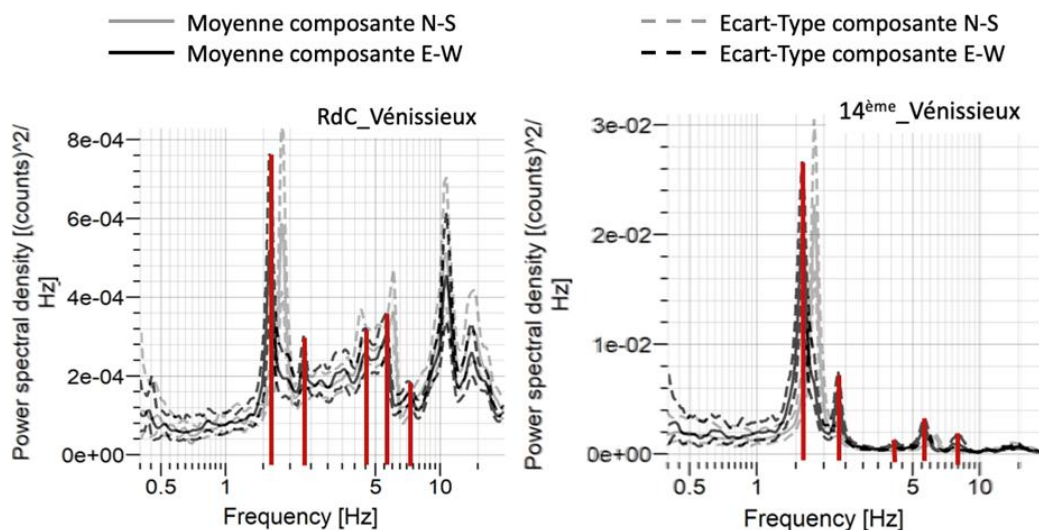 Moyenne composante N-S
Ecart-Type composante N-S
Moyenne composante E-W
Ecart-Type composante E-W
RdC_Vénissieux
8e-04
6e-04
4e-04
2e-04
0e+00
Power spectral density [(counts)^2/
Hz]
0.5
1
5
10
Frequency [Hz]
14ème_Vénissieux
3e-02
2e-02
1e-02
0e+00
Power spectral density [(counts)^2/
Hz]
0.5
1
5
10
Frequency [Hz]